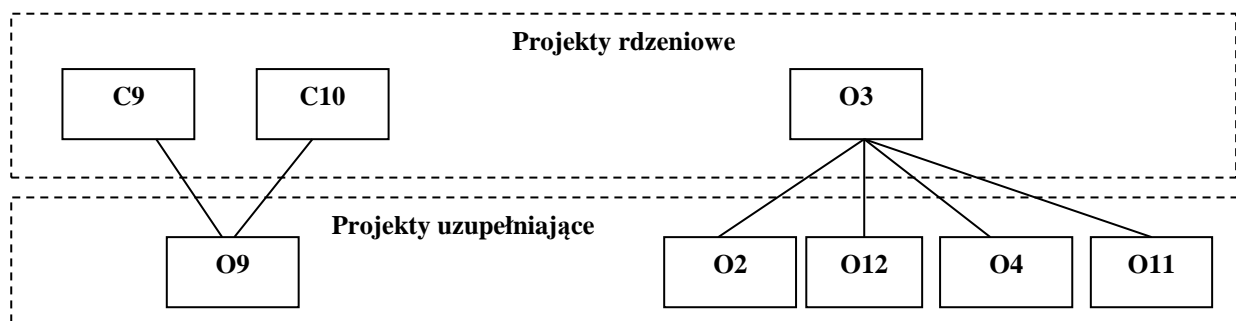 Projekty rdzeniowe
C9 C10 O3
Projekty uzupełniające
O9 O2 O12 O4 O11